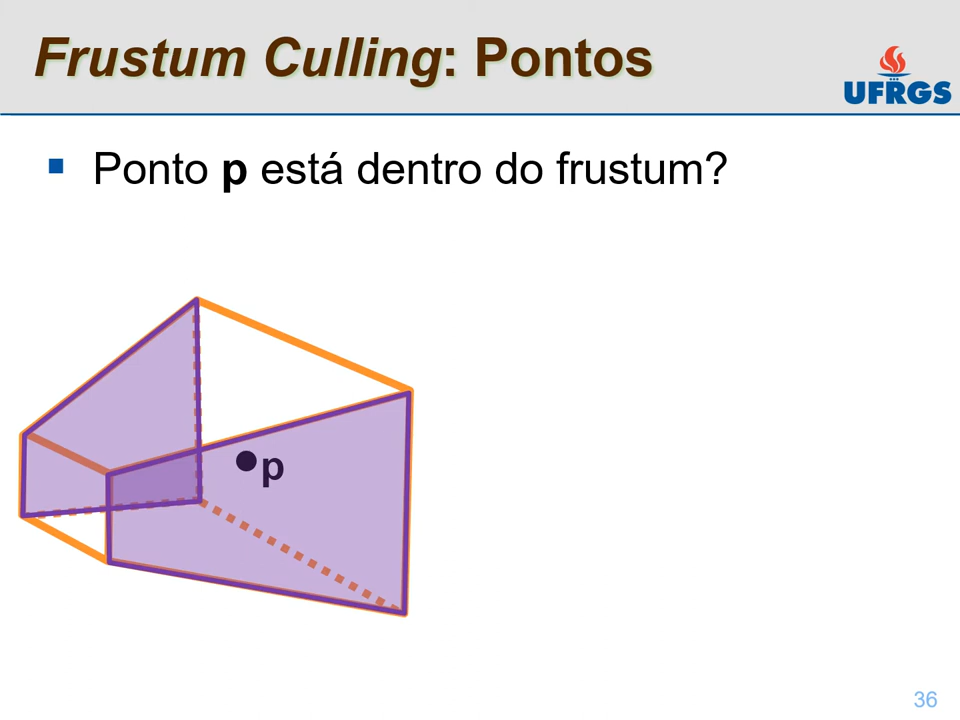 Frustum Culling: Pontos
UFRGS
Ponto p está dentro do frustum?
p
36